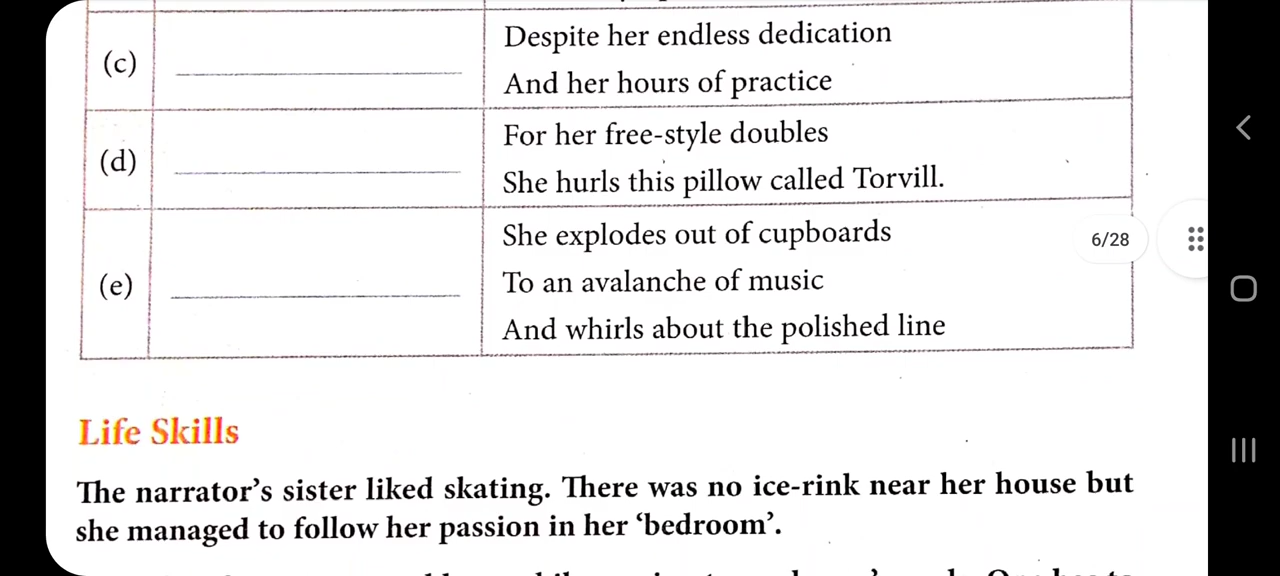 (c) Despite her endless dedication
And her hours of practice
(d) For her free-style doubles
She hurls this pillow called Torvill.
(e) She explodes out of cupboards
To an avalanche of music
And whirls about the polished line
6/28
Life Skills
The narrator's sister liked skating. There was no ice-rink near her house but
she managed to follow her passion in her 'bedroom'.